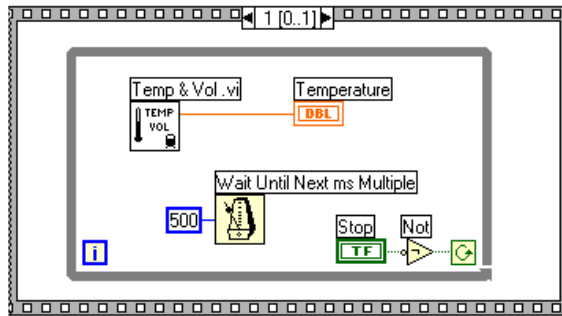 1 [0..1]
Temp & Vol .vi
Temperature
TEMP
VOL
DBL
Wait Until Next ms Multiple
500
Stop
Not
TF
i